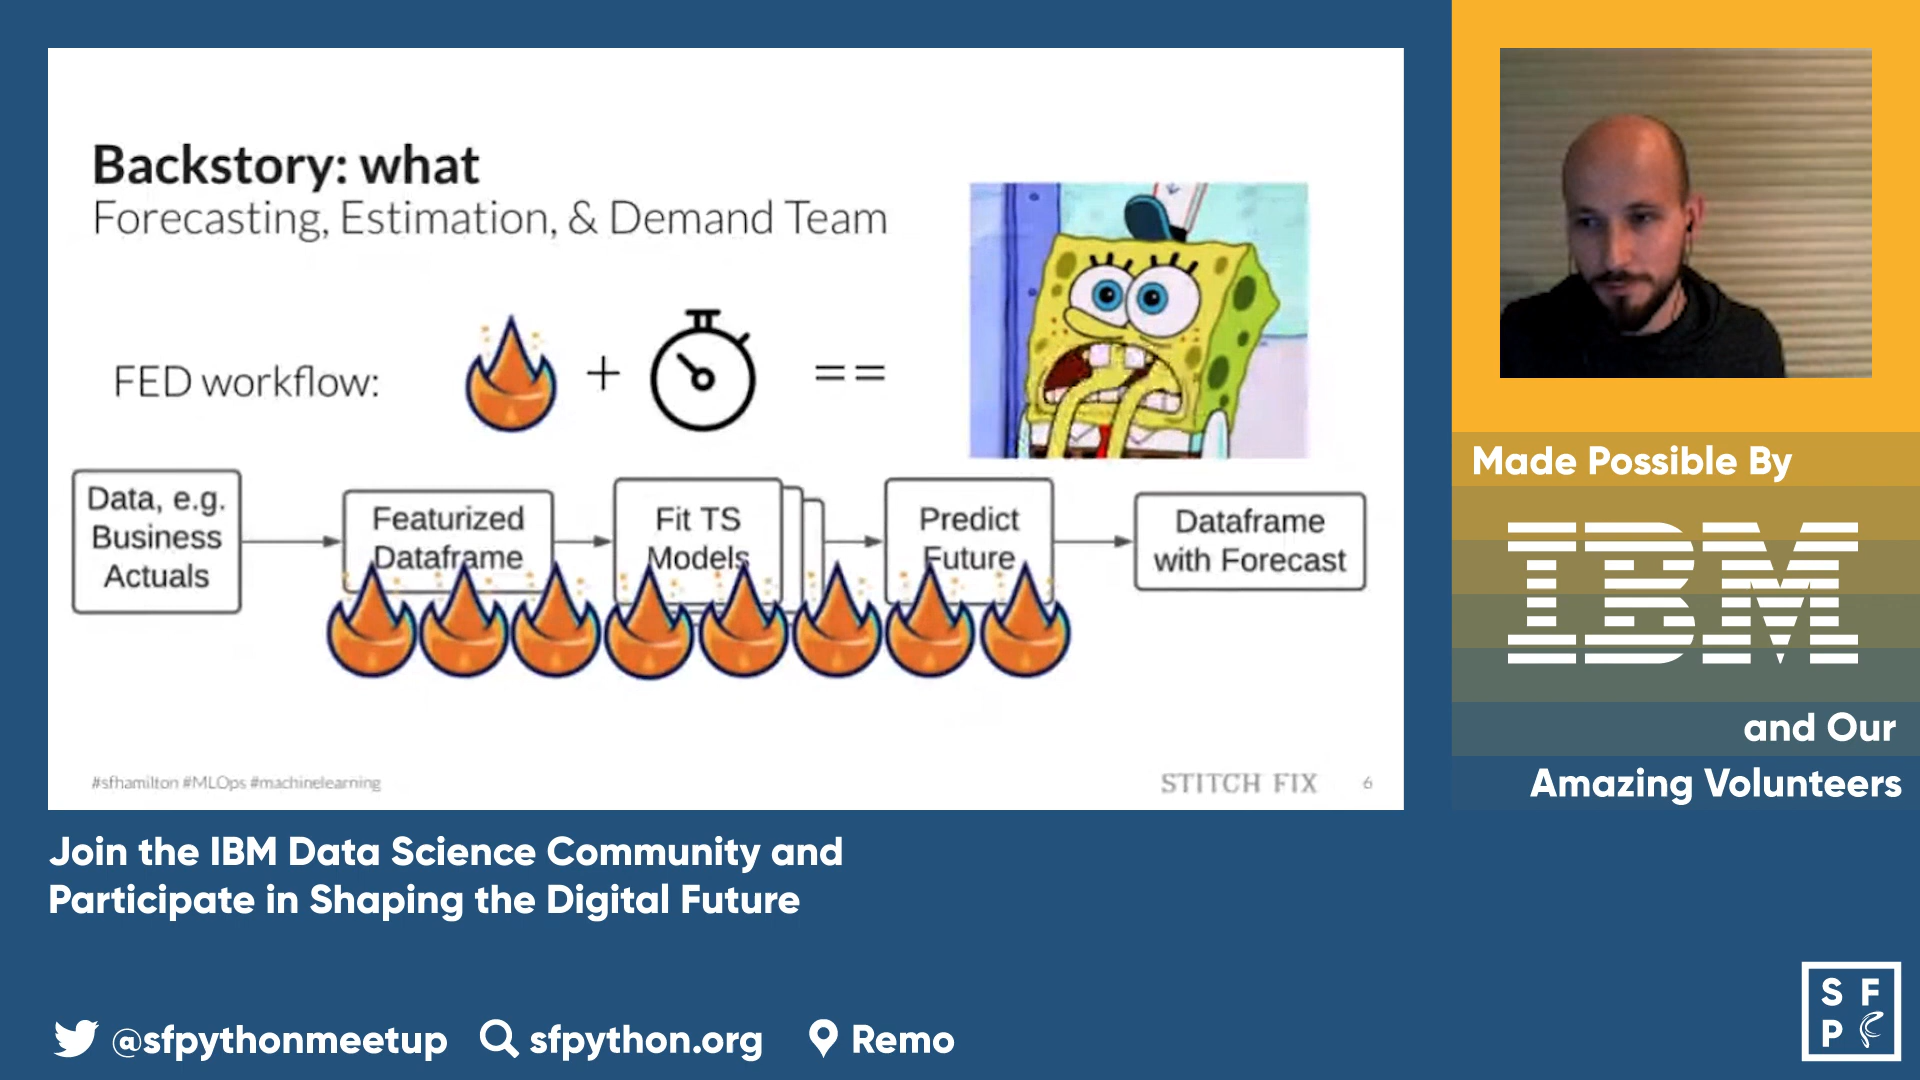 Backstory: what
Forecasting, Estimation, & Demand Team
FED workflow:
+
==
Data, e.g.
Business
Actuals
Featurized
Dataframe
Fit TS
Models
Predict
Future
Dataframe
with Forecast
#sfhamilton #MLOps #machinelearning
STITCH FIX
6
Made Possible By
IBM
and Our
Amazing Volunteers
Join the IBM Data Science Community and
Participate in Shaping the Digital Future
@sfpythonmeetup
sfpython.org
Remo
S F
P